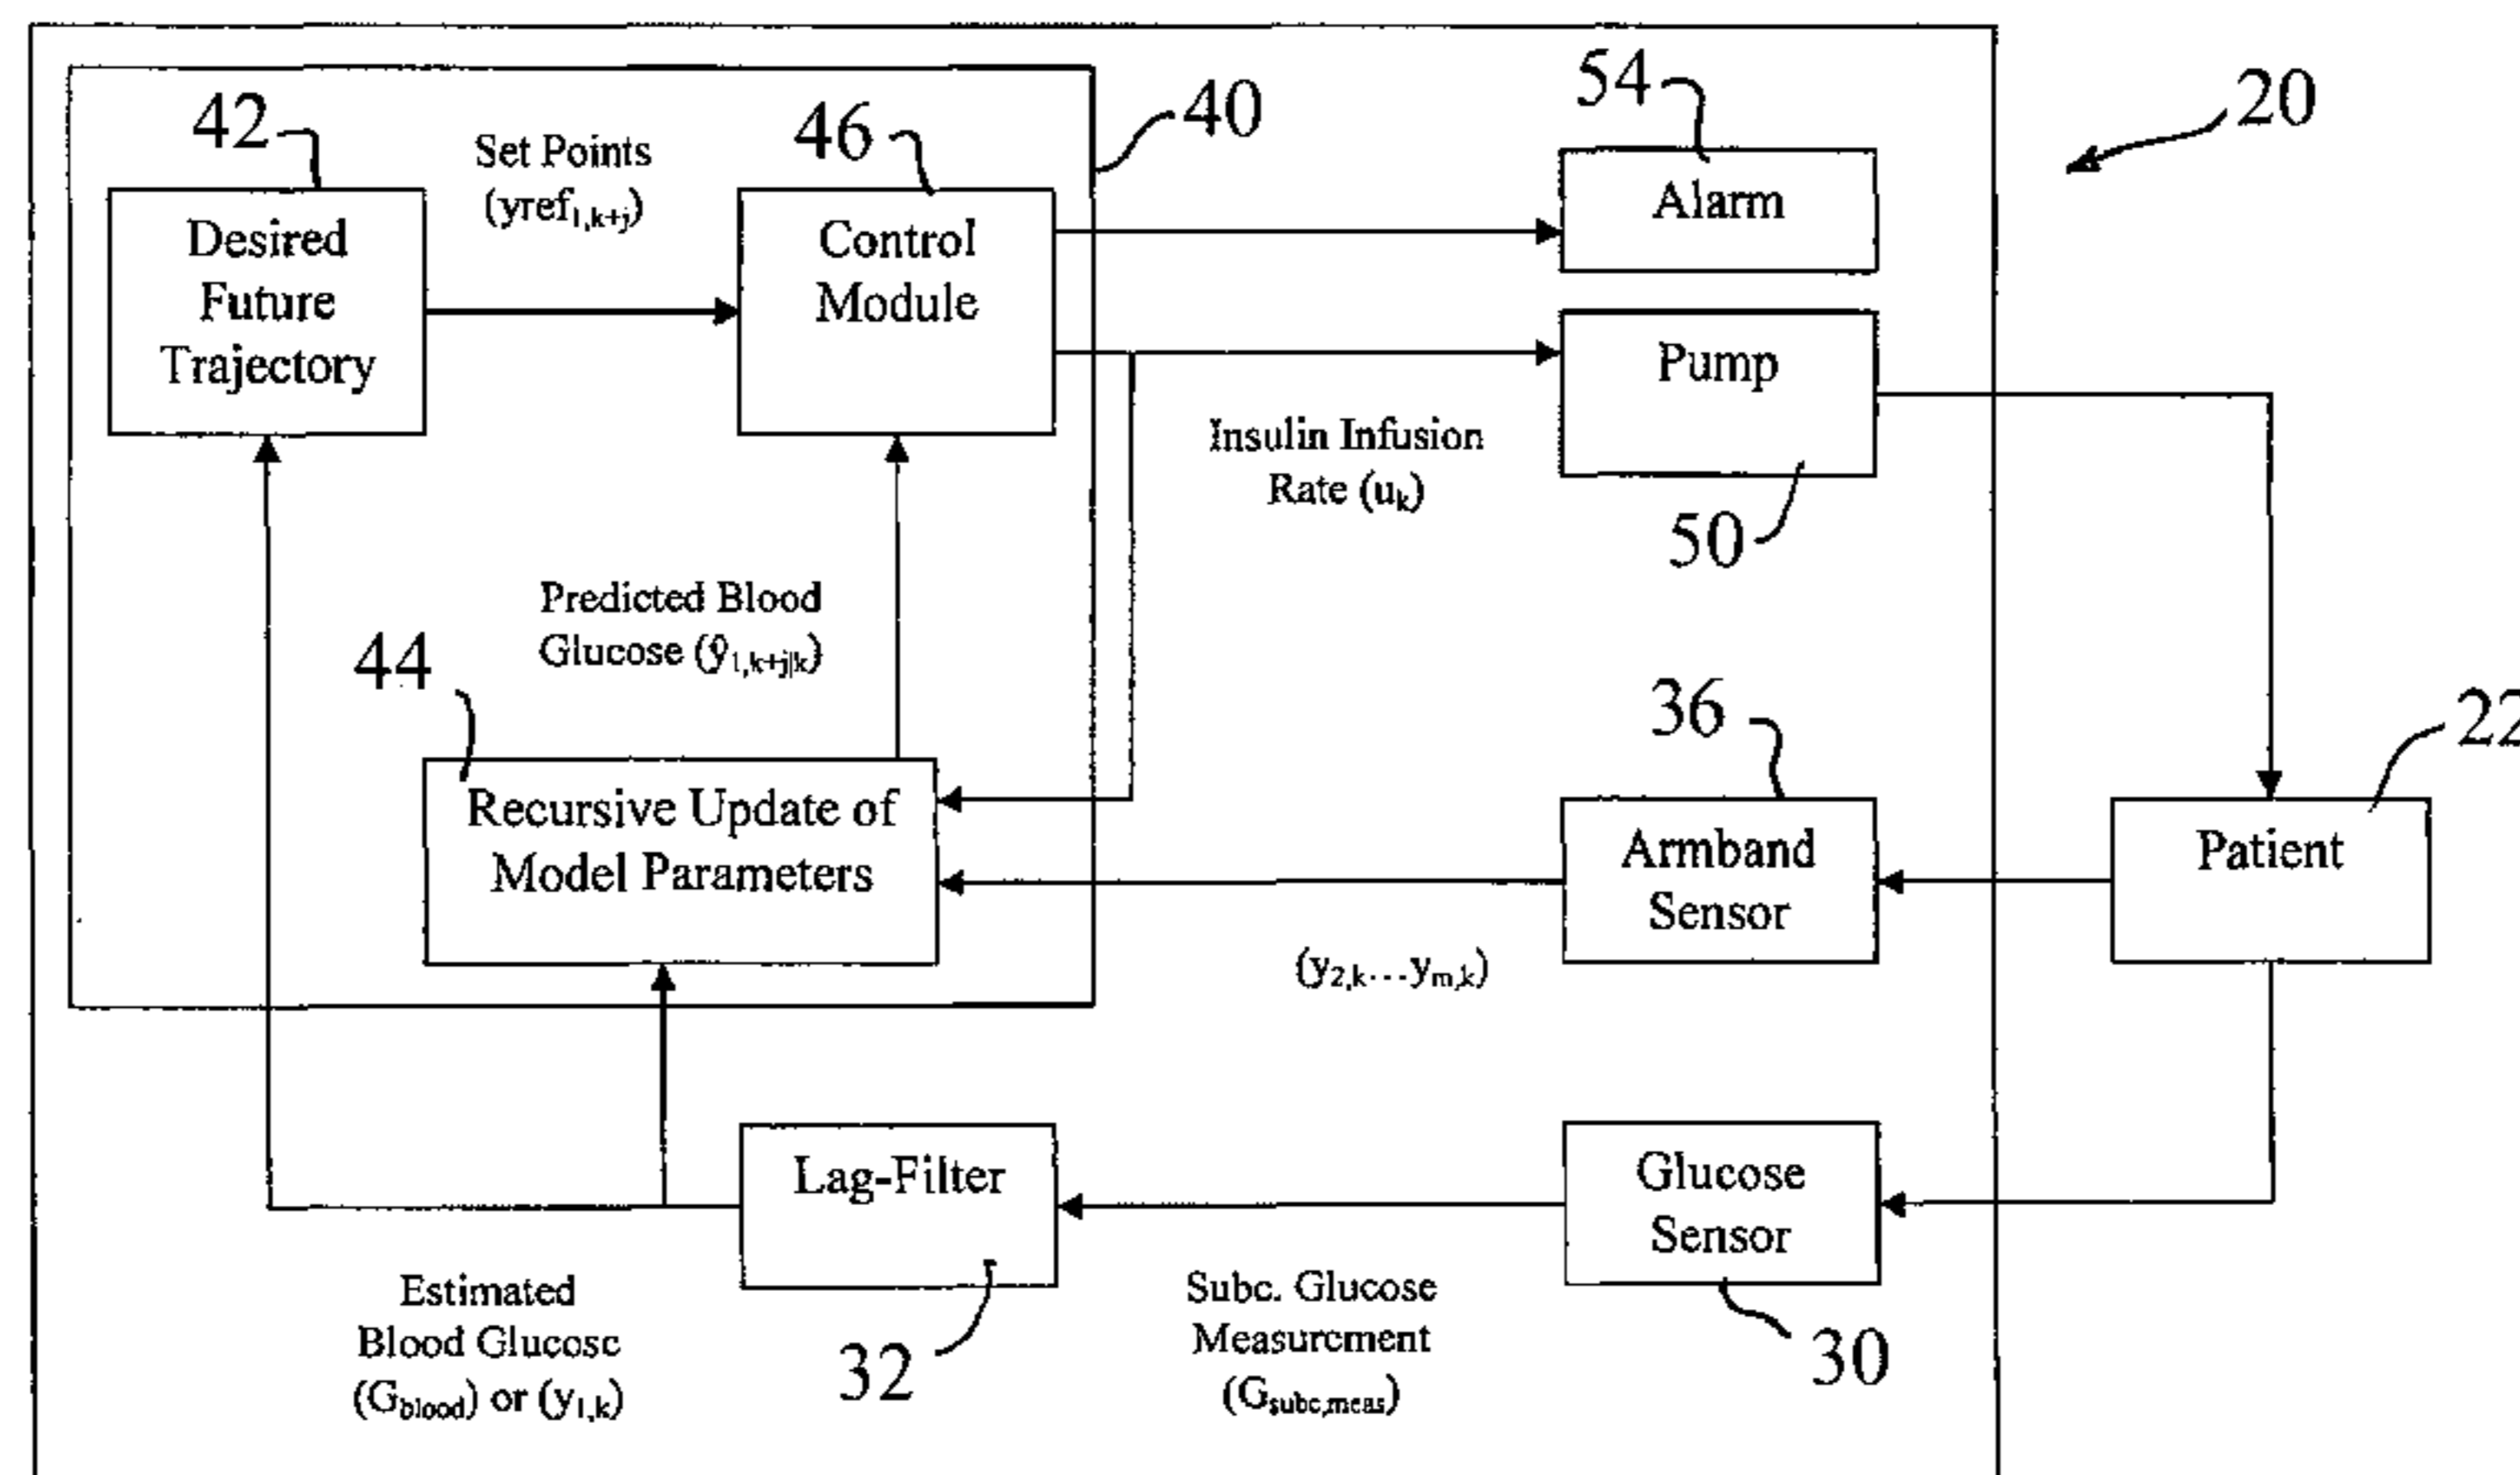 42
Set Points
(yref1,k+j)
46
40
54
20
Desired
Future
Trajectory
Control
Module
Alarm
Pump
Insulin Infusion
Rate (uk)
50
Predicted Blood
Glucose (ŷ1,k+j|k)
44
36
22
Recursive Update of
Model Parameters
Armband
Sensor
Patient
(y2,k...ym,k)
Lag-Filter
32
Glucose
Sensor
30
Estimated
Blood Glucose
(Gblood) or (y1,k)
Subc. Glucose
Measurement
(Gsubc,meas)